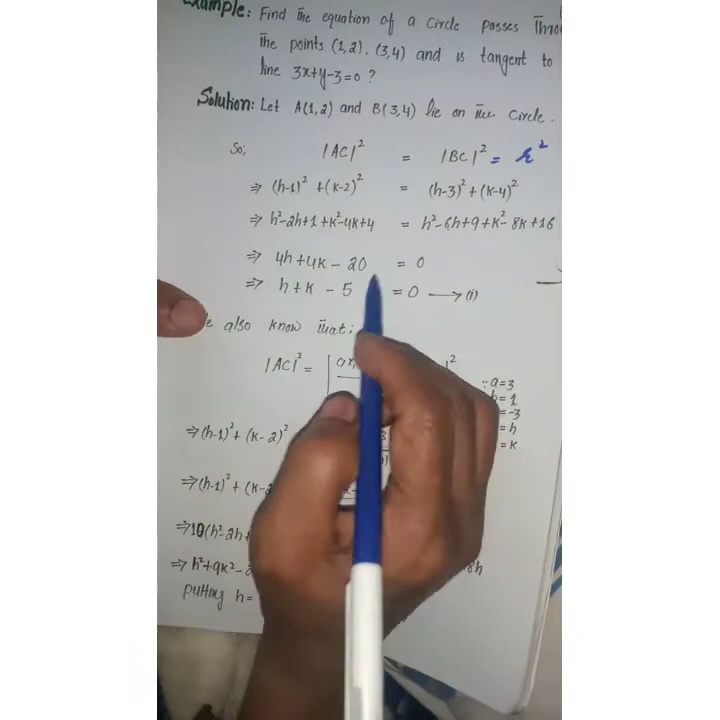 Example: Find the equation of a circle passes
the points (1,2), (3,4) and is tangent to
line 3x+y-3=0 ?
Solution: Let A(1,2) and B(3,4) lie on the circle.
So; |AC|² = |BC|² = r²
⇒ (h-1)² + (k-2)² = (h-3)² + (k-4)²
⇒ h²-2h+1+k²-4k+4 = h²-6h+9+k²-8k+16
⇒ 4h+4k-20 = 0
⇒ h+k-5 = 0 → (i)
also know that:
|AC|² =
∵ a=3
= 1
= -3
= h
= k
⇒ (h-1)² + (k-2)²
⇒ (h-1)² + (k-2
⇒ 10(h²-2h+
⇒ h²+9k²-
8h
putting h=